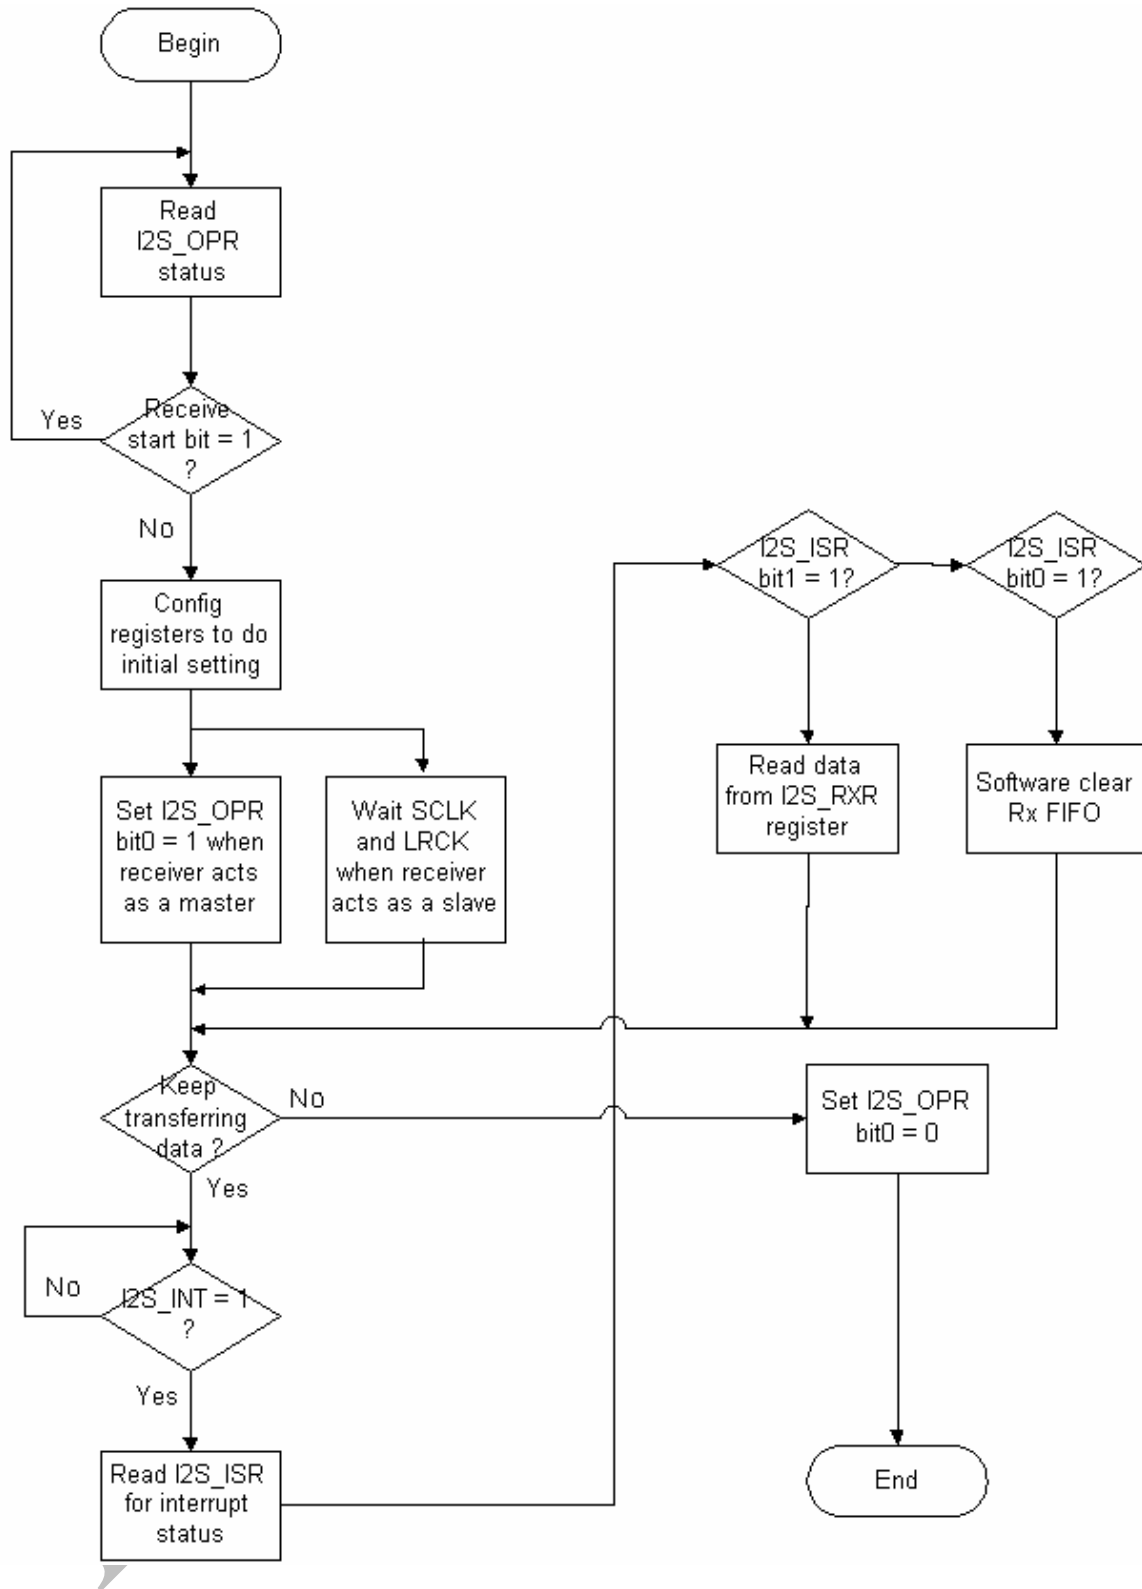 Begin
Read
I2S_OPR
status
Receive
start bit = 1
?
Yes
No
Config
registers to do
initial setting
Set I2S_OPR
bit0 = 1 when
receiver acts
as a master
Wait SCLK
and LRCK
when receiver
acts as a slave
Keep
transferring
data ?
No
Yes
I2S_INT = 1
?
No
Yes
Read I2S_ISR
for interrupt
status
I2S_ISR
bit1 = 1?
I2S_ISR
bit0 = 1?
Read data
from I2S_RXR
register
Software clear
Rx FIFO
Set I2S_OPR
bit0 = 0
End